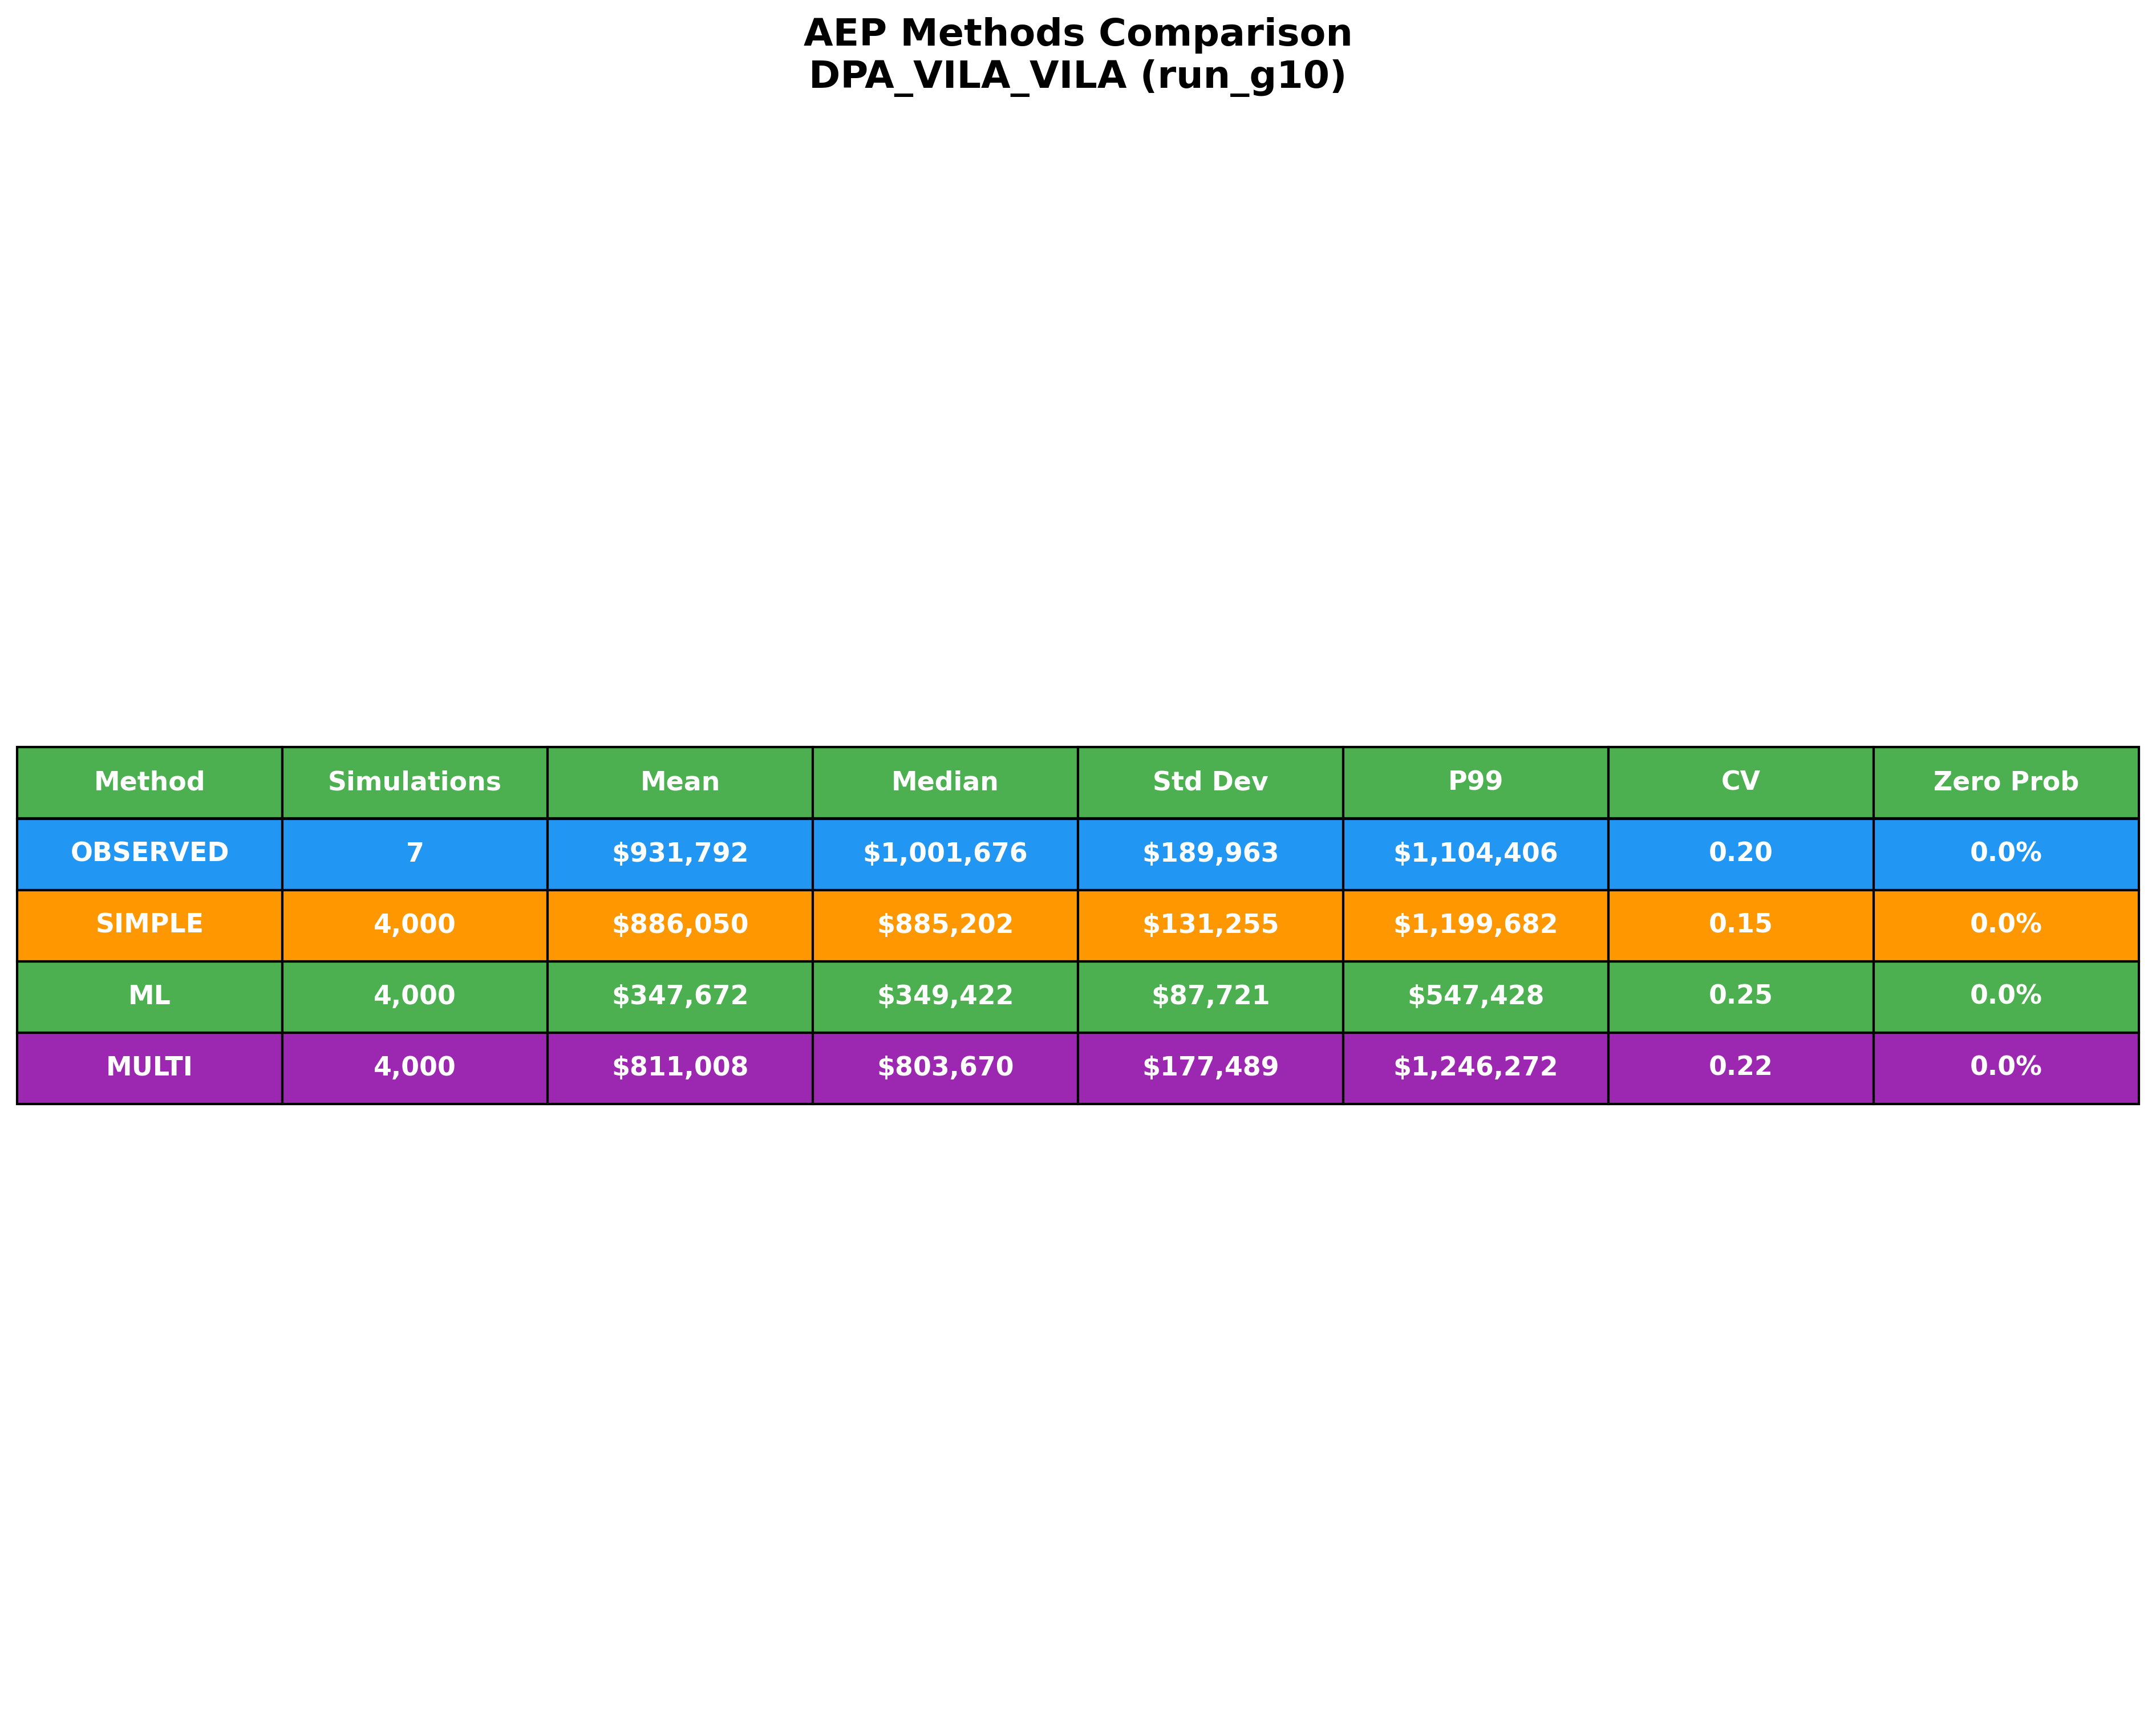 AEP Methods Comparison
DPA_VILA_VILA (run_g10)
Method Simulations Mean Median Std Dev P99 CV Zero Prob
OBSERVED 7 $931,792 $1,001,676 $189,963 $1,104,406 0.20 0.0%
SIMPLE 4,000 $886,050 $885,202 $131,255 $1,199,682 0.15 0.0%
ML 4,000 $347,672 $349,422 $87,721 $547,428 0.25 0.0%
MULTI 4,000 $811,008 $803,670 $177,489 $1,246,272 0.22 0.0%